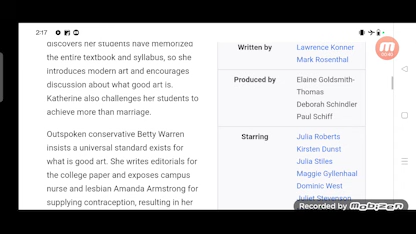 2:17
discovers her students have memorized
the entire textbook and syllabus, so she
introduces modern art and encourages
discussion about what good art is.
Katherine also challenges her students to
achieve more than marriage.
Outspoken conservative Betty Warren
insists a universal standard exists for
what is good art. She writes editorials for
the college paper and exposes campus
nurse and lesbian Amanda Armstrong for
supplying contraception, resulting in her
Written by
Lawrence Konner
Mark Rosenthal
Produced by
Elaine Goldsmith-
Thomas
Deborah Schindler
Paul Schiff
Starring
Julia Roberts
Kirsten Dunst
Julia Stiles
Maggie Gyllenhaal
Dominic West
Juliet Stevenson
Recorded by Mobizen